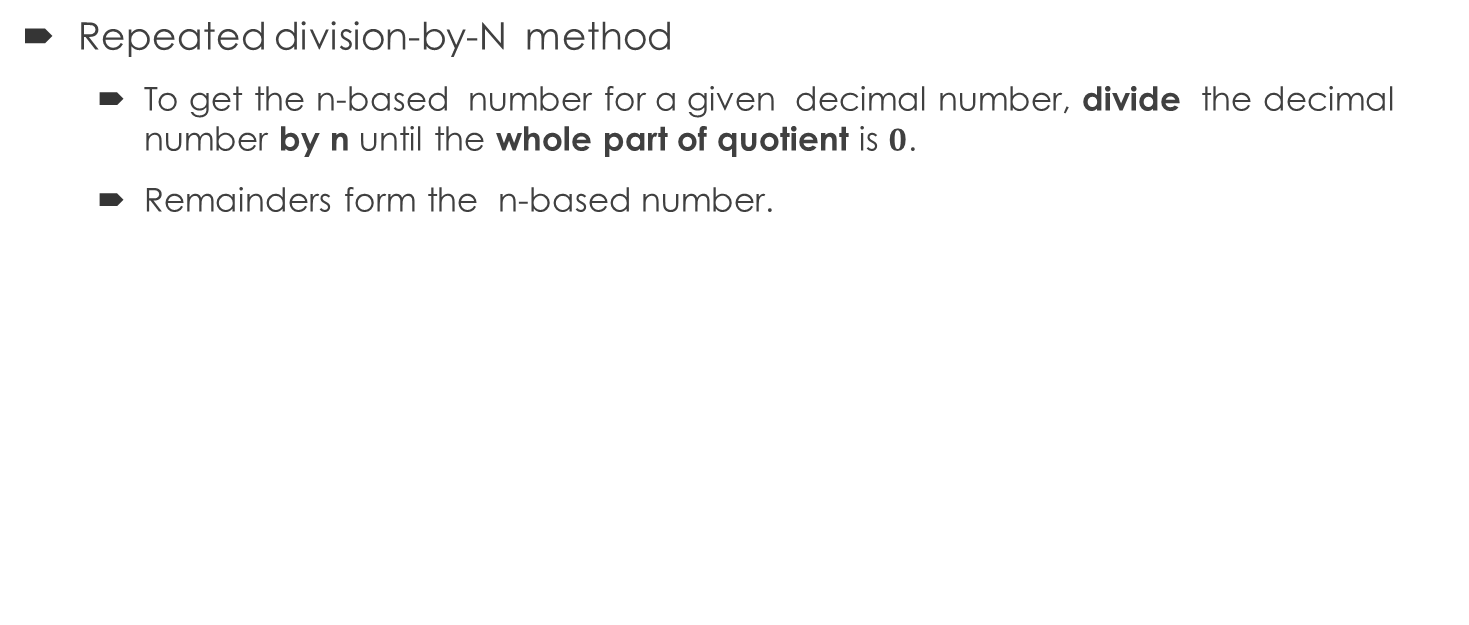 Repeated division-by-N method
To get the n-based number for a given decimal number, divide the decimal
number by n until the whole part of quotient is 0.
Remainders form the n-based number.